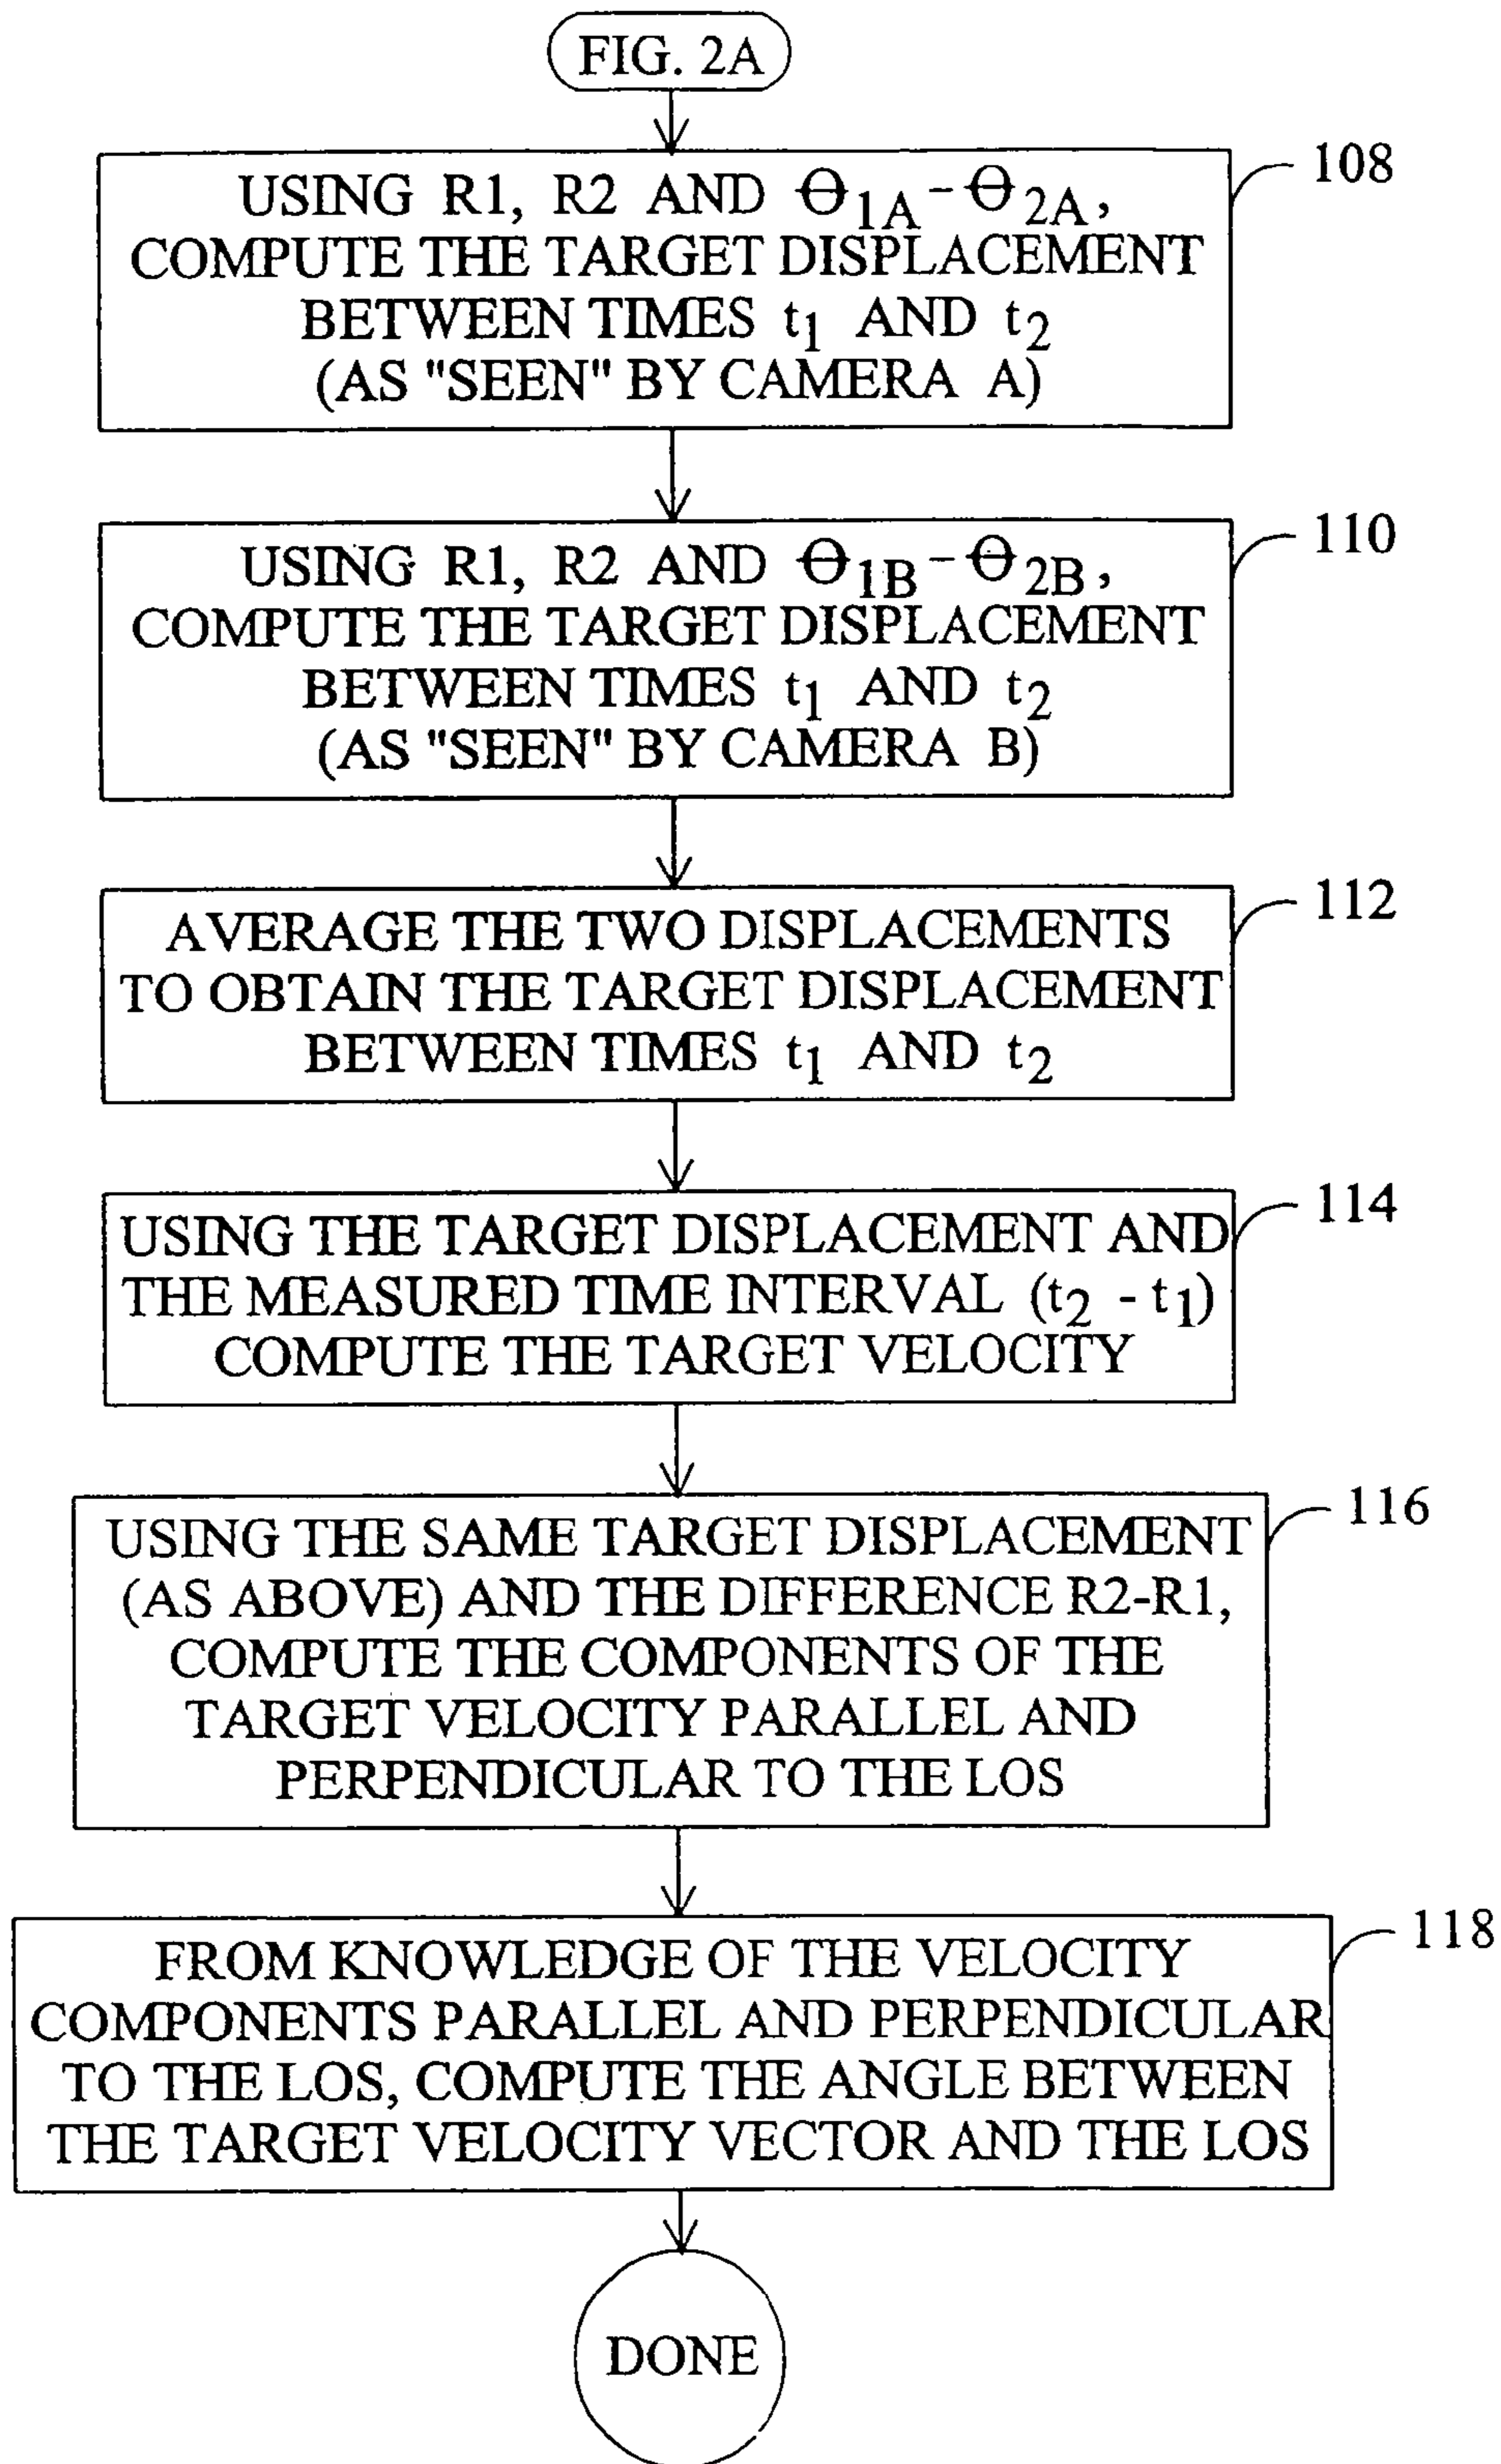 FIG. 2A
108
USING R1, R2 AND Θ1A-Θ2A,
COMPUTE THE TARGET DISPLACEMENT
BETWEEN TIMES t1 AND t2
(AS "SEEN" BY CAMERA A)
110
USING R1, R2 AND Θ1B-Θ2B,
COMPUTE THE TARGET DISPLACEMENT
BETWEEN TIMES t1 AND t2
(AS "SEEN" BY CAMERA B)
112
AVERAGE THE TWO DISPLACEMENTS
TO OBTAIN THE TARGET DISPLACEMENT
BETWEEN TIMES t1 AND t2
114
USING THE TARGET DISPLACEMENT AND
THE MEASURED TIME INTERVAL (t2 - t1)
COMPUTE THE TARGET VELOCITY
116
USING THE SAME TARGET DISPLACEMENT
(AS ABOVE) AND THE DIFFERENCE R2-R1,
COMPUTE THE COMPONENTS OF THE
TARGET VELOCITY PARALLEL AND
PERPENDICULAR TO THE LOS
118
FROM KNOWLEDGE OF THE VELOCITY
COMPONENTS PARALLEL AND PERPENDICULAR
TO THE LOS, COMPUTE THE ANGLE BETWEEN
THE TARGET VELOCITY VECTOR AND THE LOS
DONE